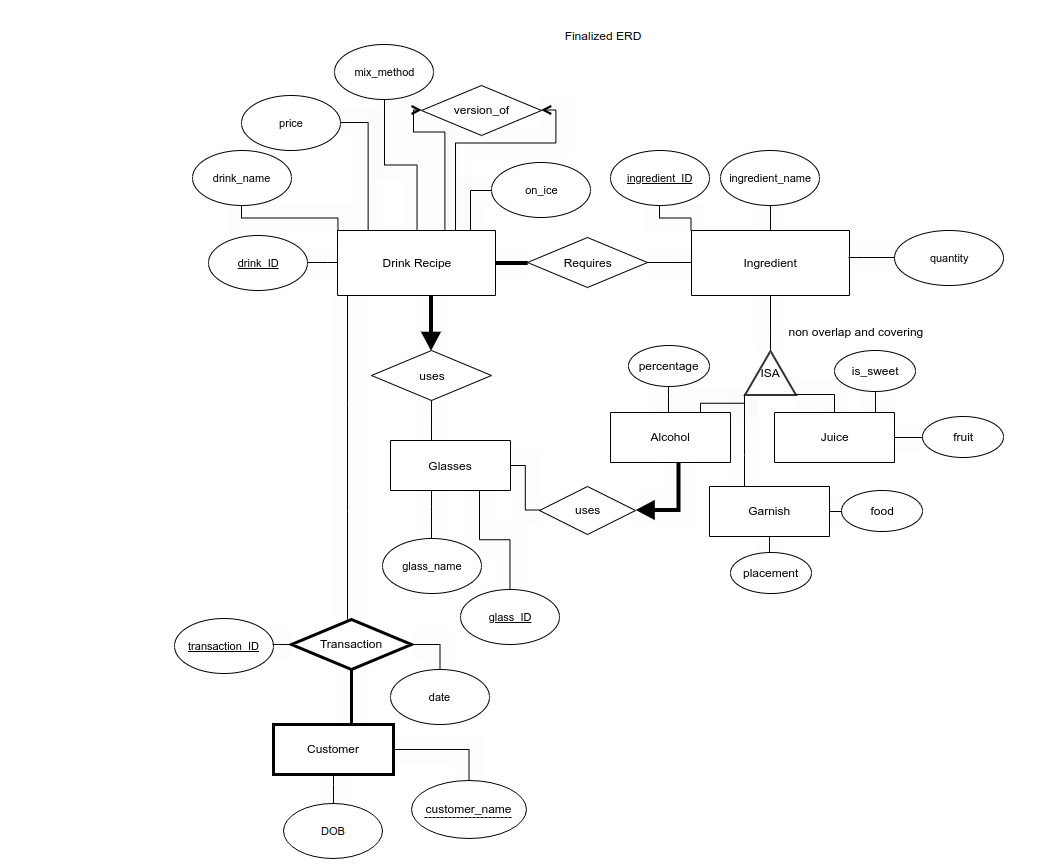 Finalized ERD
mix_method
version_of
price
drink_name
on_ice
ingredient_ID
ingredient_name
drink_ID
Drink Recipe
Requires
Ingredient
quantity
non overlap and covering
percentage
ISA
is_sweet
uses
Alcohol
Juice
fruit
Glasses
uses
Garnish
food
glass_name
placement
glass_ID
transaction_ID
Transaction
date
Customer
customer_name
DOB